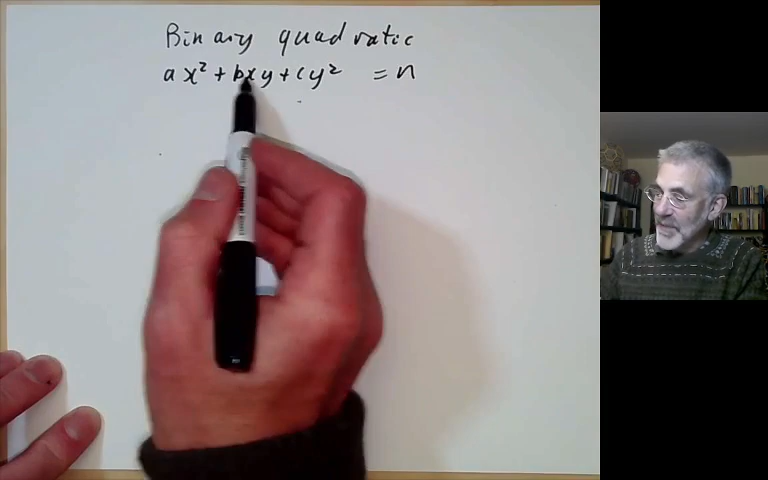 Binary quadratic
ax² + bxy + cy² = n